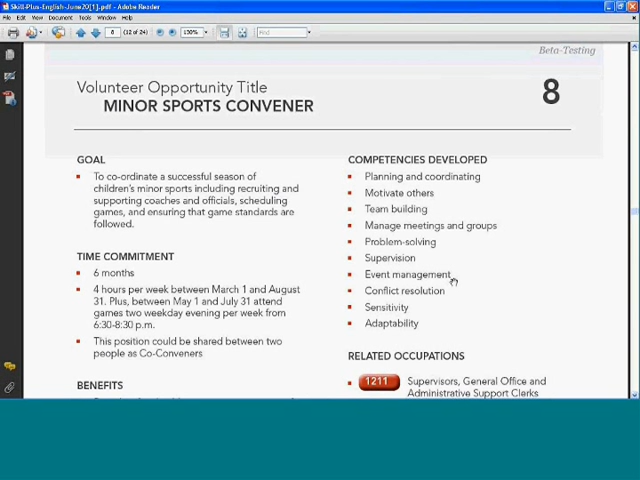 Skill-Plus-English-June20[1].pdf - Adobe Reader
File Edit View Document Tools Window Help
8 (12 of 24) 150% Find
Beta-Testing
Volunteer Opportunity Title
MINOR SPORTS CONVENER
8
GOAL
To co-ordinate a successful season of
children's minor sports including recruiting and
supporting coaches and officials, scheduling
games, and ensuring that game standards are
followed.
TIME COMMITMENT
6 months
4 hours per week between March 1 and August
31. Plus, between May 1 and July 31 attend
games two weekday evening per week from
6:30-8:30 p.m.
This position could be shared between two
people as Co-Conveners
BENEFITS
COMPETENCIES DEVELOPED
Planning and coordinating
Motivate others
Team building
Manage meetings and groups
Problem-solving
Supervision
Event management
Conflict resolution
Sensitivity
Adaptability
RELATED OCCUPATIONS
1211 Supervisors, General Office and
Administrative Support Clerks